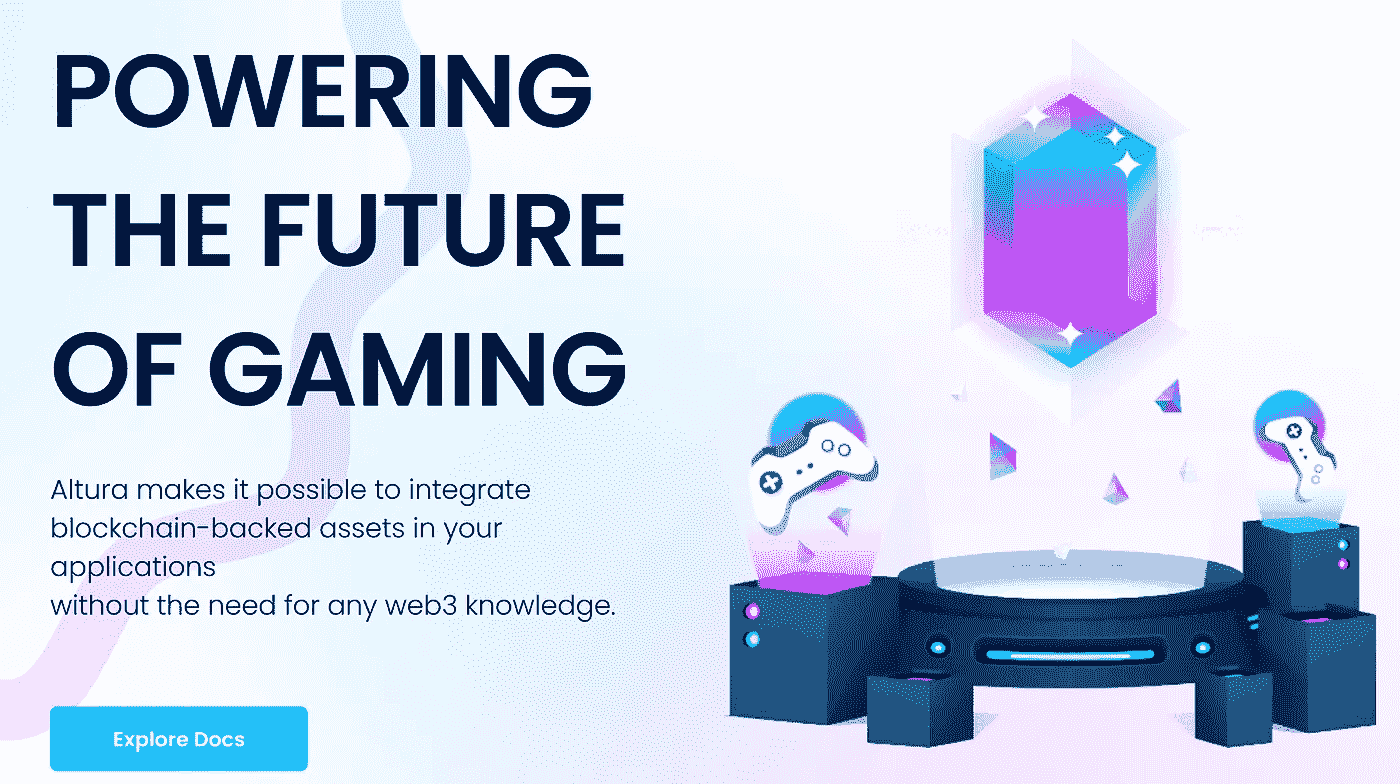 POWERING
THE FUTURE
OF GAMING
Altura makes it possible to integrate
blockchain-backed assets in your
applications
without the need for any web3 knowledge.
Explore Docs